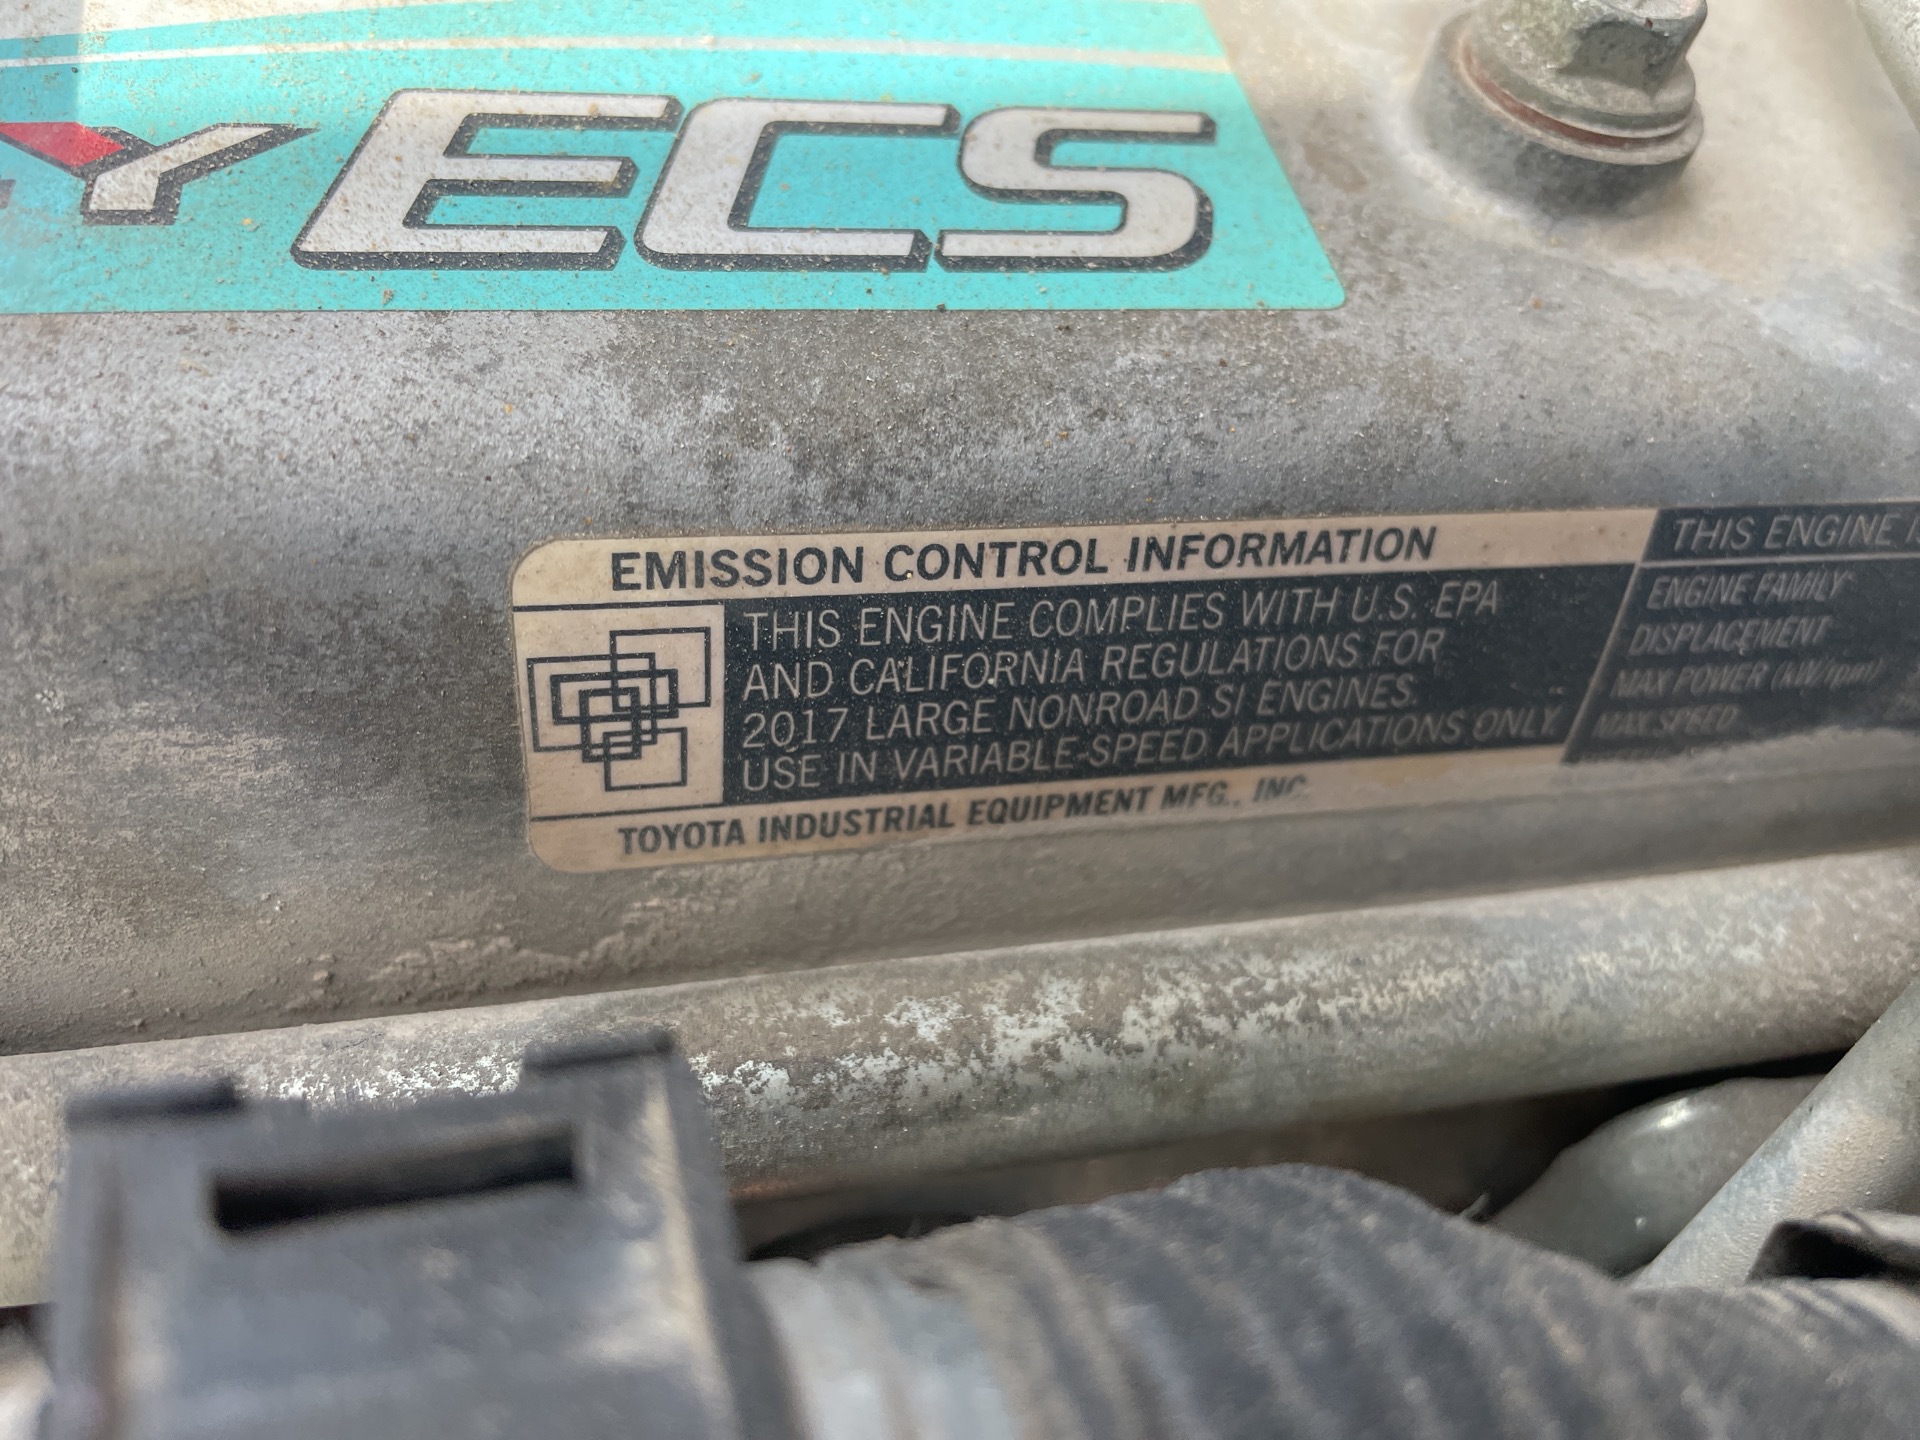 Y ECS
EMISSION CONTROL INFORMATION
THIS ENGINE COMPLIES WITH U.S. EPA
AND CALIFORNIA REGULATIONS FOR
2017 LARGE NONROAD SI ENGINES.
USE IN VARIABLE-SPEED APPLICATIONS ONLY.
TOYOTA INDUSTRIAL EQUIPMENT MFG., INC.
THIS ENGINE
ENGINE FAMILY
DISPLACEMENT
MAX POWER (kW/rpm)
MAX SPEED